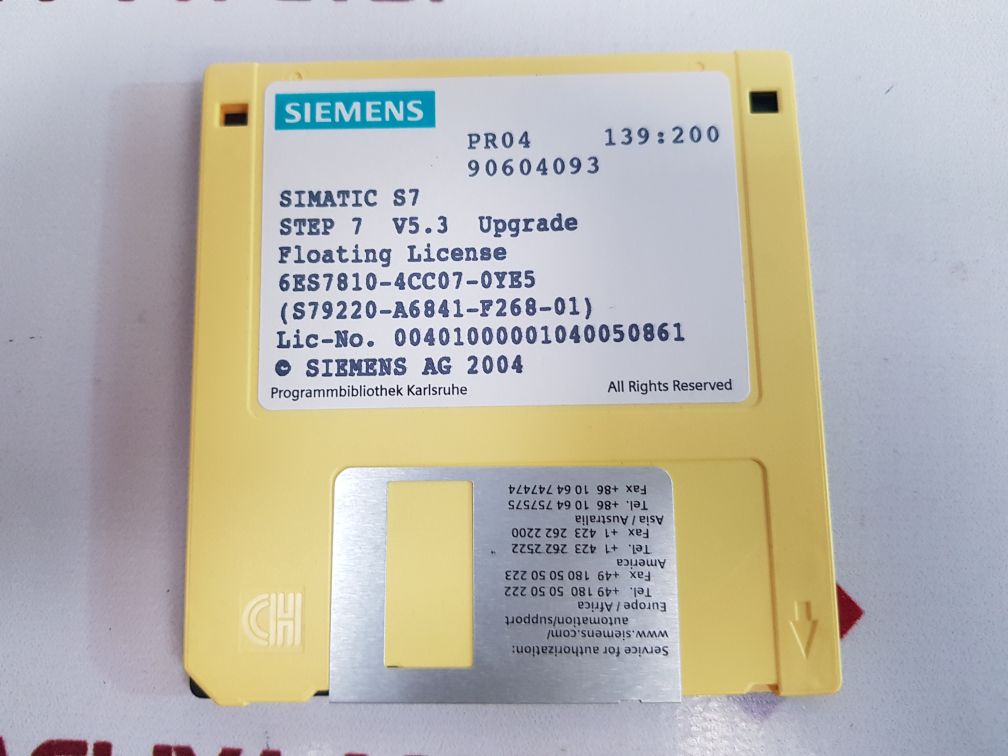 SIEMENS
PR04 139:200
90604093
SIMATIC S7
STEP 7 V5.3 Upgrade
Floating License
6ES7810-4CC07-0YE5
(S79220-A6841-F268-01)
Lic-No. 00401000001040050861
© SIEMENS AG 2004
Programmbibliothek Karlsruhe All Rights Reserved
Service for authorization:
www.siemens.com/
automation/support
Europe / Africa
Tel. +49 180 50 50 222
Fax +49 180 50 50 223
America
Tel. +1 423 262 2522
Fax +1 423 262 2200
Asia / Australia
Tel. +86 10 64 757575
Fax +86 10 64 747474
CH